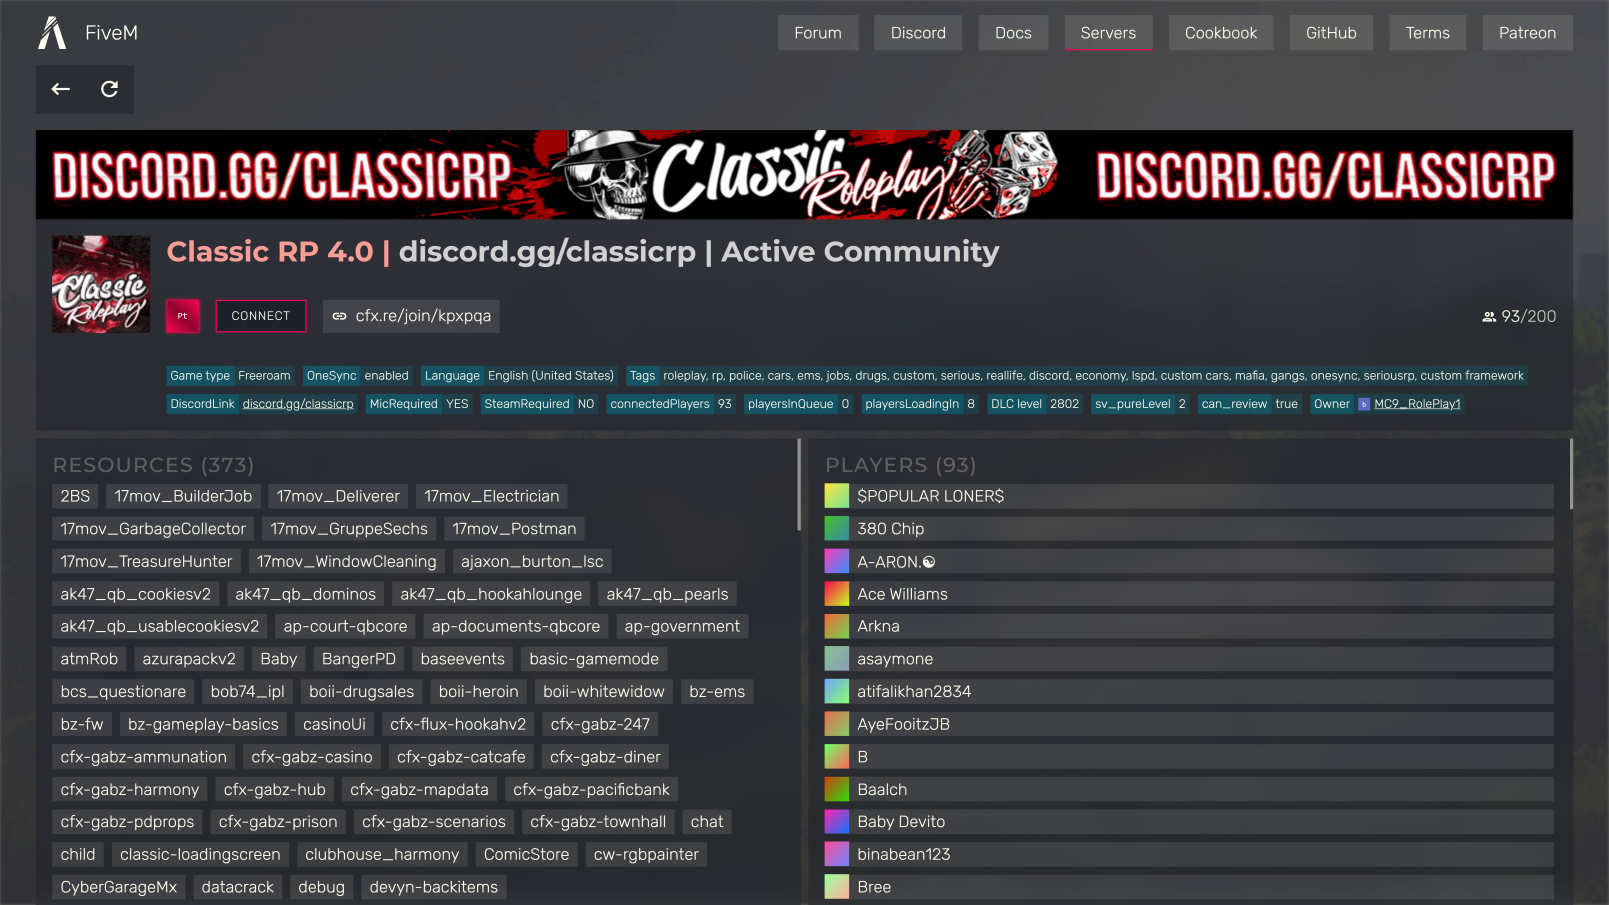 FiveM
Forum Discord Docs Servers Cookbook GitHub Terms Patreon
DISCORD.GG/CLASSICRP Classic Roleplay DISCORD.GG/CLASSICRP
Classic Roleplay
Classic RP 4.0 | discord.gg/classicrp | Active Community
Pt CONNECT cfx.re/join/kpxpqa 93/200
Game type Freeroam OneSync enabled Language English (United States) Tags roleplay, rp, police, cars, ems, jobs, drugs, custom, serious, reallife, discord, economy, lspd, custom cars, mafia, gangs, onesync, seriousrp, custom framework
DiscordLink discord.gg/classicrp MicRequired YES SteamRequired NO connectedPlayers 93 playersInQueue 0 playersLoadingIn 8 DLC level 2802 sv_pureLevel 2 can_review true Owner b MC9_RolePlay1
RESOURCES (373)
2BS 17mov_BuilderJob 17mov_Deliverer 17mov_Electrician
17mov_GarbageCollector 17mov_GruppeSechs 17mov_Postman
17mov_TreasureHunter 17mov_WindowCleaning ajaxon_burton_lsc
ak47_qb_cookiesv2 ak47_qb_dominos ak47_qb_hookahlounge ak47_qb_pearls
ak47_qb_usablecookiesv2 ap-court-qbcore ap-documents-qbcore ap-government
atmRob azurapackv2 Baby BangerPD baseevents basic-gamemode
bcs_questionare bob74_ipl boii-drugsales boii-heroin boii-whitewidow bz-ems
bz-fw bz-gameplay-basics casinoUi cfx-flux-hookahv2 cfx-gabz-247
cfx-gabz-ammunation cfx-gabz-casino cfx-gabz-catcafe cfx-gabz-diner
cfx-gabz-harmony cfx-gabz-hub cfx-gabz-mapdata cfx-gabz-pacificbank
cfx-gabz-pdprops cfx-gabz-prison cfx-gabz-scenarios cfx-gabz-townhall chat
child classic-loadingscreen clubhouse_harmony ComicStore cw-rgbpainter
CyberGarageMx datacrack debug devyn-backitems
PLAYERS (93)
$POPULAR LONER$
380 Chip
A-ARON.☯
Ace Williams
Arkna
asaymone
atifalikhan2834
AyeFooitzJB
B
Baalch
Baby Devito
binabean123
Bree